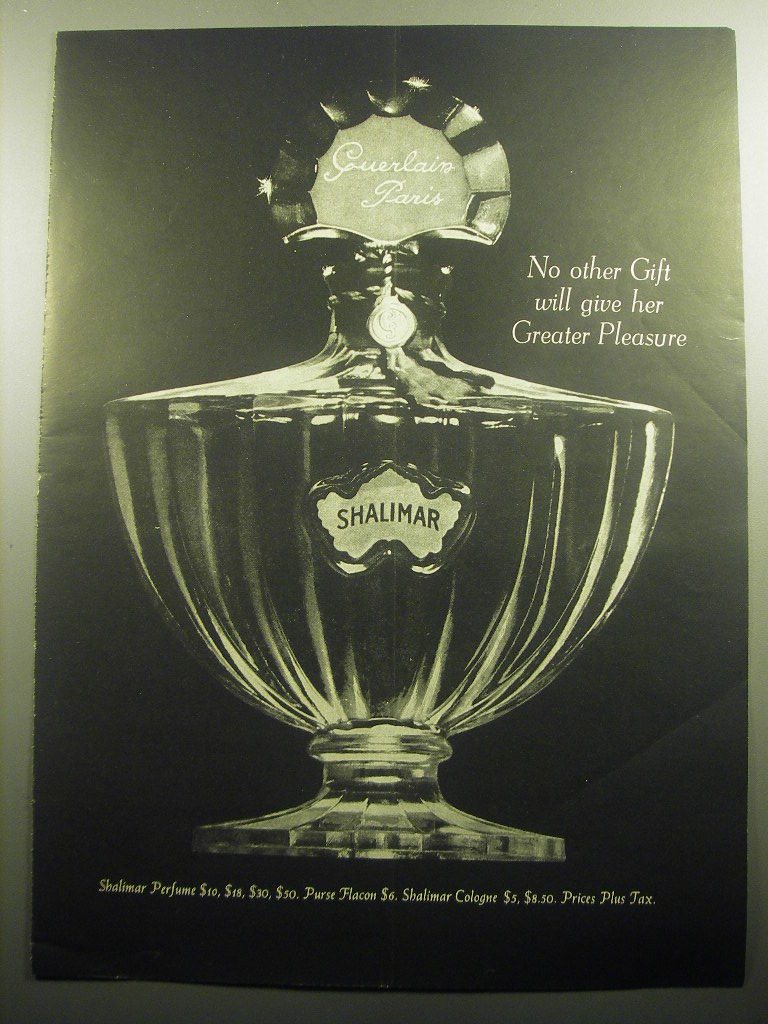 Guerlain
Paris
No other Gift
will give her
Greater Pleasure
SHALIMAR
Shalimar Perfume $10, $18, $30, $50. Purse Flacon $6. Shalimar Cologne $5, $8.50. Prices Plus Tax.